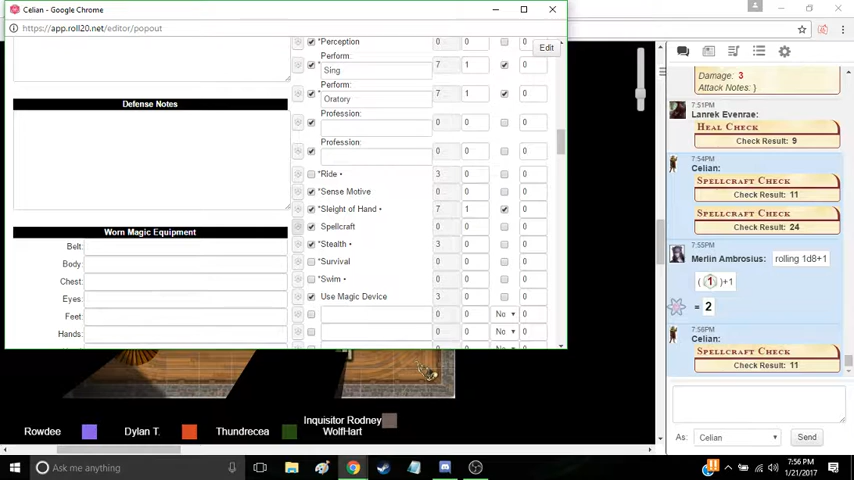 Celian - Google Chrome
https://app.roll20.net/editor/popout
Edit
Defense Notes
Worn Magic Equipment
Belt:
Body:
Chest:
Eyes:
Feet:
Hands:
*Perception 0 0 0
Perform:
Sing 7 1 0
Perform:
Oratory 7 1 0
Profession:
0 0 0
Profession:
0 0 0
*Ride • 3 0 0
*Sense Motive 0 0 0
*Sleight of Hand • 7 1 0
Spellcraft 0 0 0
*Stealth • 3 0 0
*Survival 0 0 0
*Swim • 0 0 0
Use Magic Device 3 0 0
0 0 No 0
0 0 No 0
Damage: 3
Attack Notes: }
7:51PM
Lanrek Evenrae:
Heal Check
Check Result: 9
7:54PM
Celian:
Spellcraft Check
Check Result: 11
Spellcraft Check
Check Result: 24
7:55PM
Merlin Ambrosius: rolling 1d8+1
( 1 )+1
= 2
7:56PM
Celian:
Spellcraft Check
Check Result: 11
As: Celian
Send
Rowdee
Dylan T.
Thundrecea
Inquisitor Rodney
WolfHart
Ask me anything
7:56 PM
1/21/2017